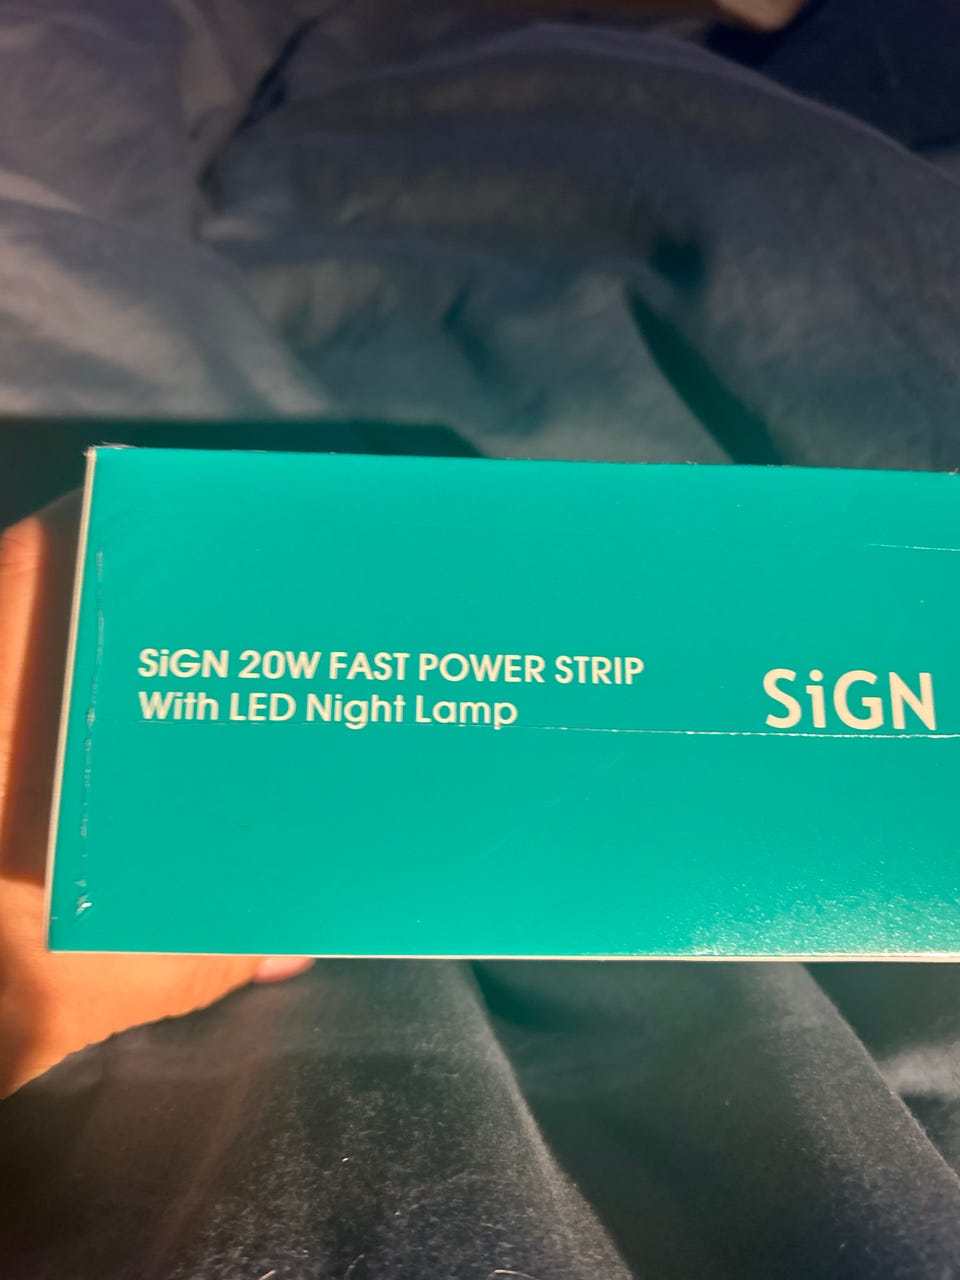 SiGN 20W FAST POWER STRIP
With LED Night Lamp
SiGN